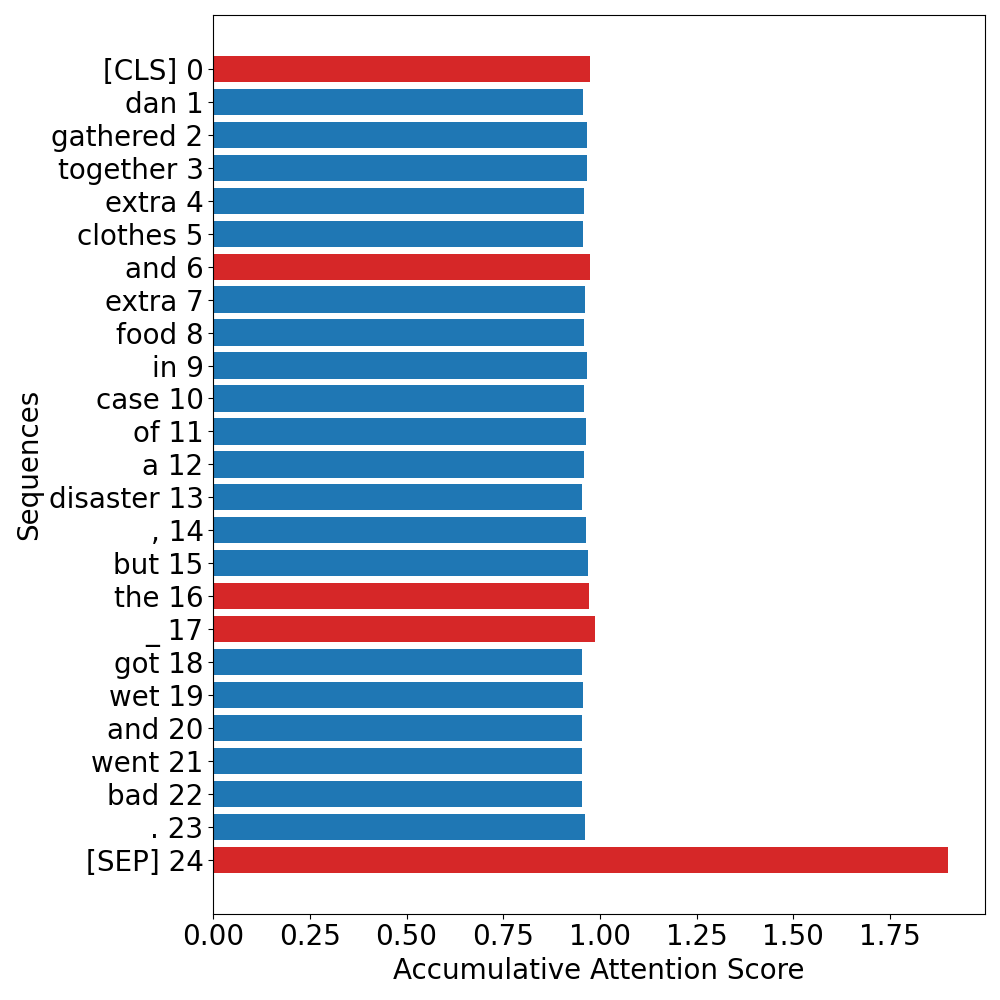 [CLS] 0
dan 1
gathered 2
together 3
extra 4
clothes 5
and 6
extra 7
food 8
in 9
case 10
of 11
a 12
disaster 13
, 14
but 15
the 16
_ 17
got 18
wet 19
and 20
went 21
bad 22
. 23
[SEP] 24
Sequences
0.00 0.25 0.50 0.75 1.00 1.25 1.50 1.75
Accumulative Attention Score